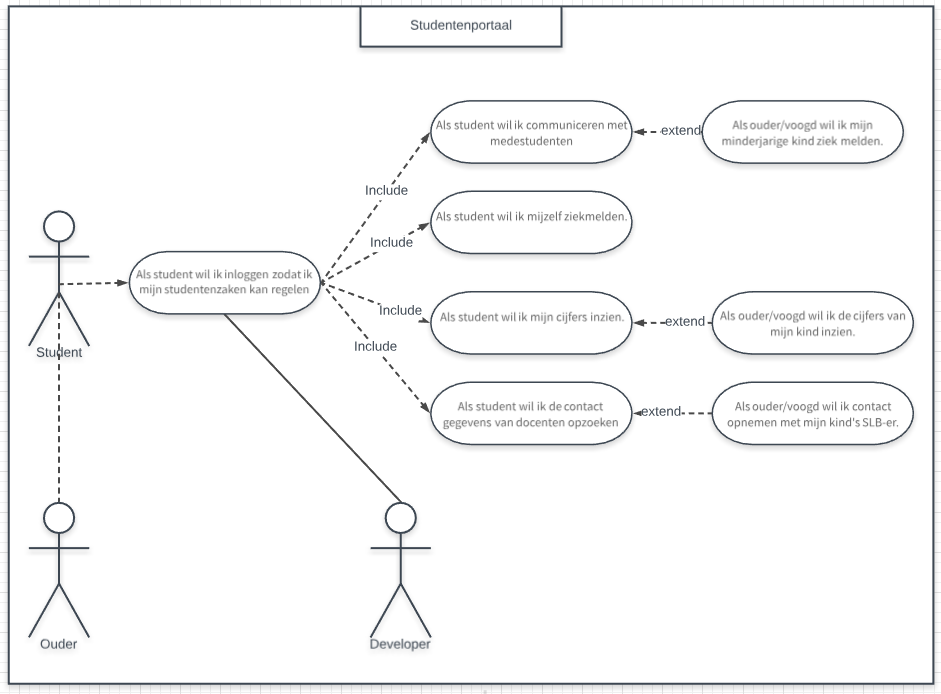 Studentenportaal
Als student wil ik communiceren met
medestudenten
extend
Als ouder/voogd wil ik mijn
minderjarige kind ziek melden.
Include
Als student wil ik mijzelf ziekmelden.
Include
Als student wil ik inloggen zodat ik
mijn studentenzaken kan regelen
Include
Als student wil ik mijn cijfers inzien.
extend
Als ouder/voogd wil ik de cijfers van
mijn kind inzien.
Include
Student
Als student wil ik de contact
gegevens van docenten opzoeken
extend
Als ouder/voogd wil ik contact
opnemen met mijn kind's SLB-er.
Ouder
Developer